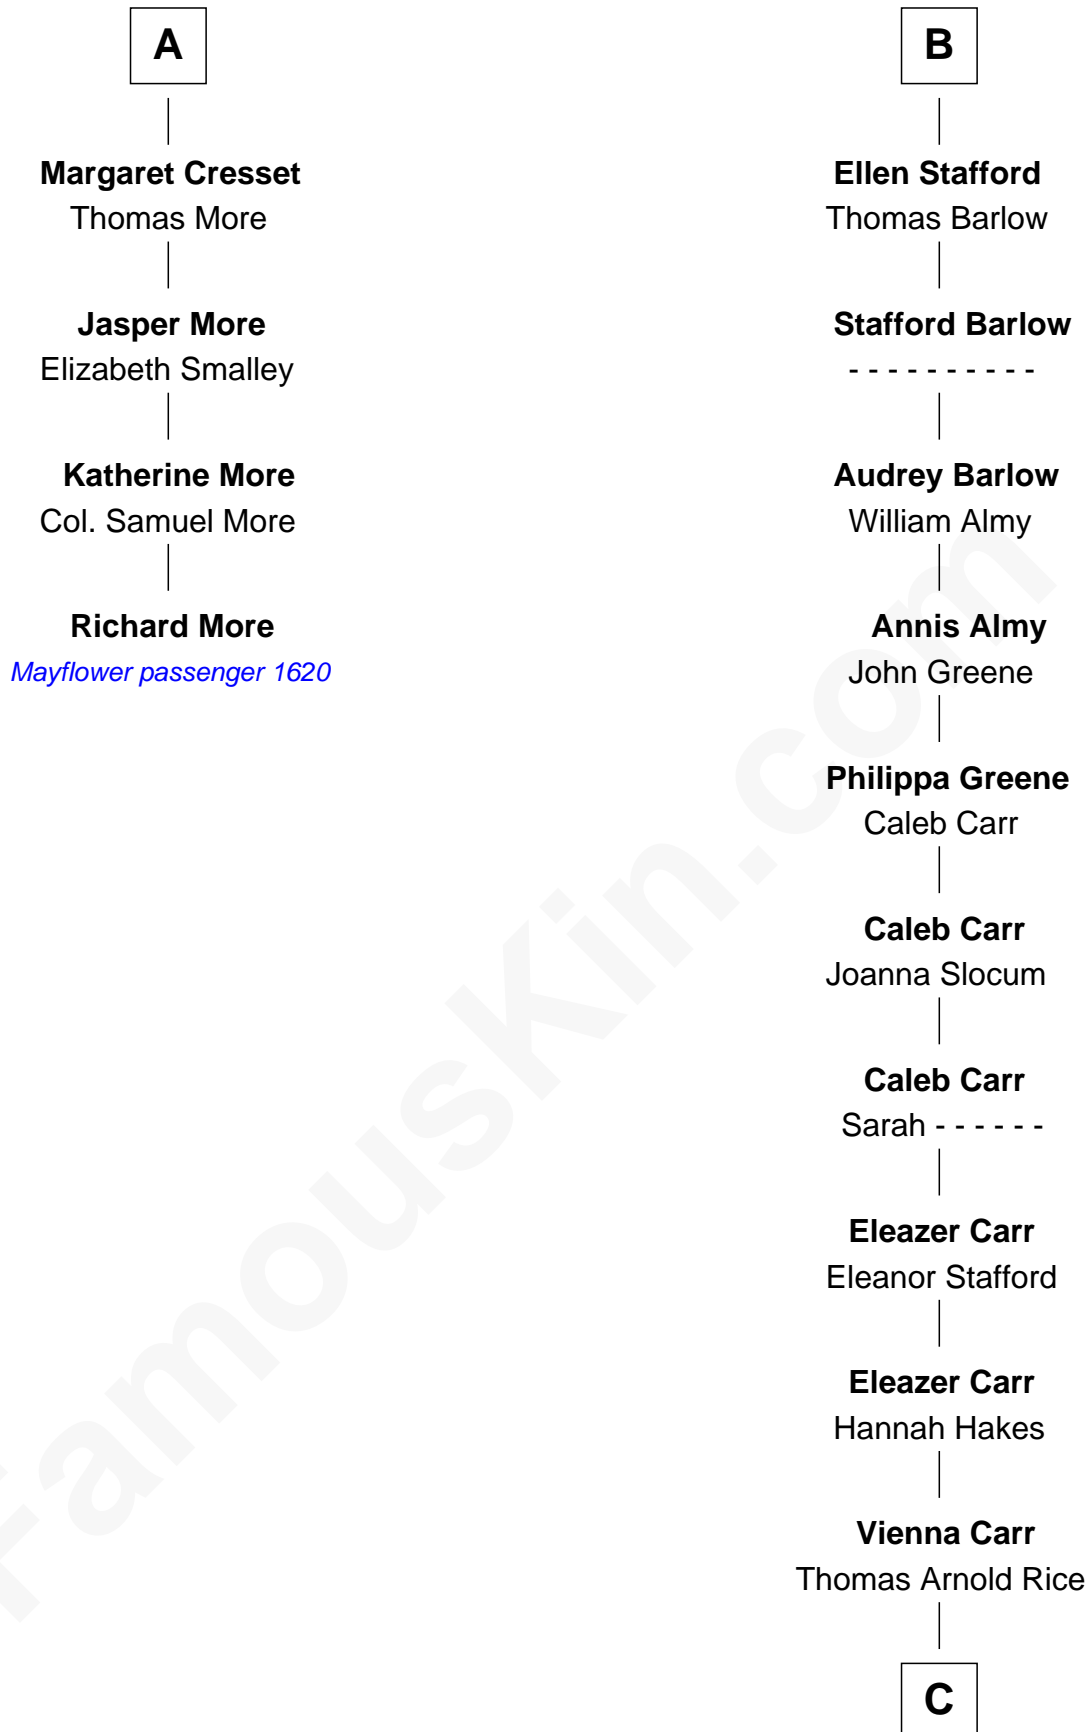 A
Margaret Cresset
Thomas More
Jasper More
Elizabeth Smalley
Katherine More
Col. Samuel More
Richard More
Mayflower passenger 1620
B
Ellen Stafford
Thomas Barlow
Stafford Barlow
- - - - - - - - - -
Audrey Barlow
William Almy
Annis Almy
John Greene
Philippa Greene
Caleb Carr
Caleb Carr
Joanna Slocum
Caleb Carr
Sarah - - - - - -
Eleazer Carr
Eleanor Stafford
Eleazer Carr
Hannah Hakes
Vienna Carr
Thomas Arnold Rice
C
FamousKin.com